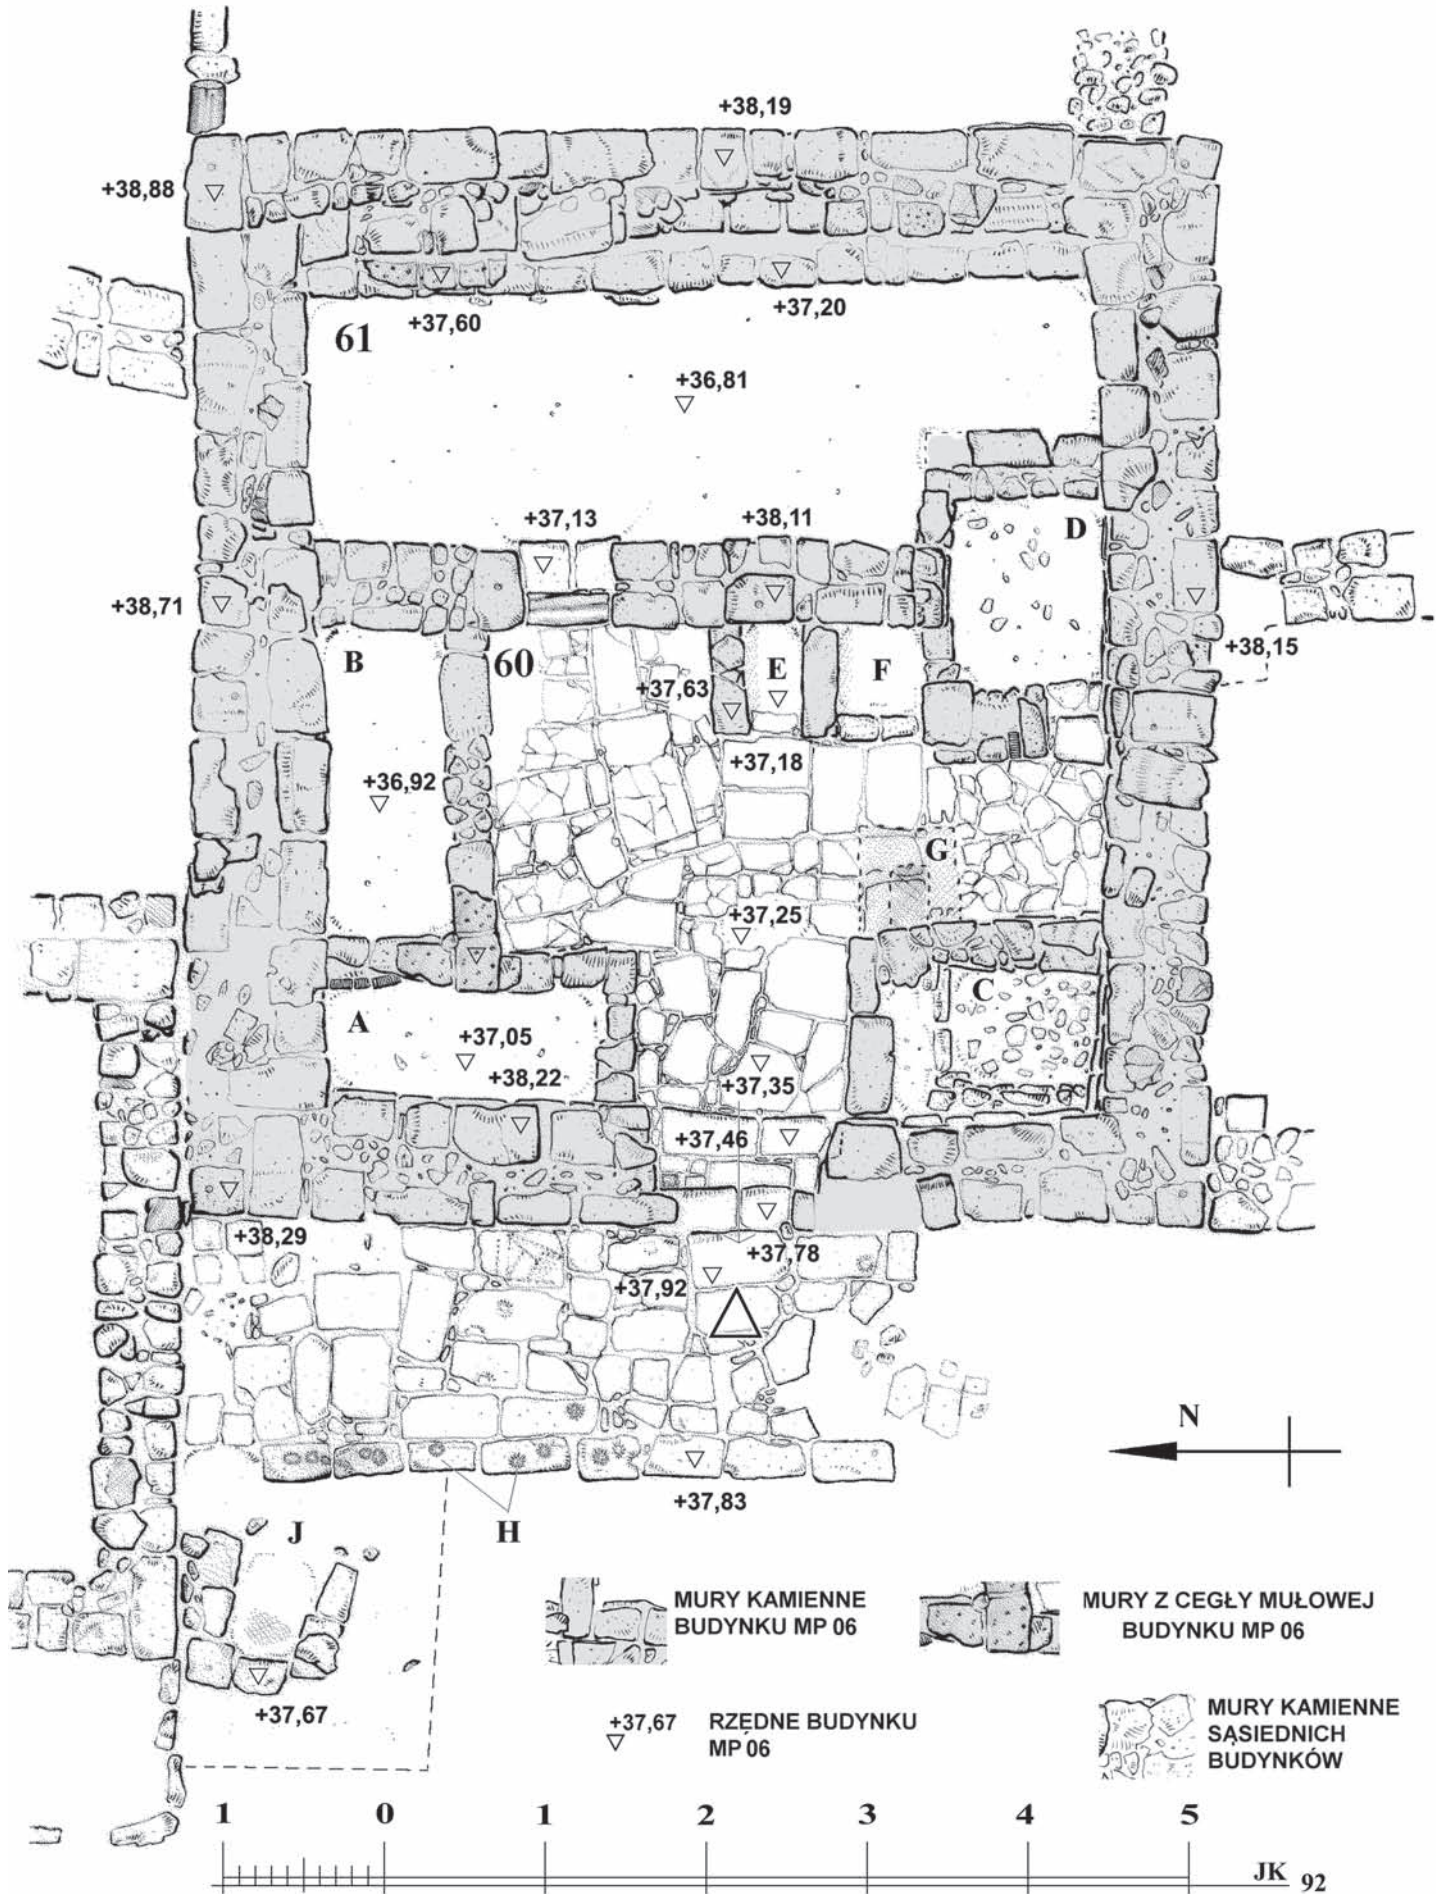 +38,19
+38,88
+37,60
+37,20
61
+36,81
+37,13
+38,11
D
+38,71
+38,15
B
60
E
F
+37,63
+37,18
+36,92
G
+37,25
C
A
+37,05
+38,22
+37,35
+37,46
+38,29
+37,78
+37,92
N
+37,83
J
H
MURY KAMIENNE
BUDYNKU MP 06
MURY Z CEGŁY MUŁOWEJ
BUDYNKU MP 06
+37,67
+37,67
RZĘDNE BUDYNKU
MP 06
MURY KAMIENNE
SĄSIEDNICH
BUDYNKÓW
1 0 1 2 3 4 5
JK 92